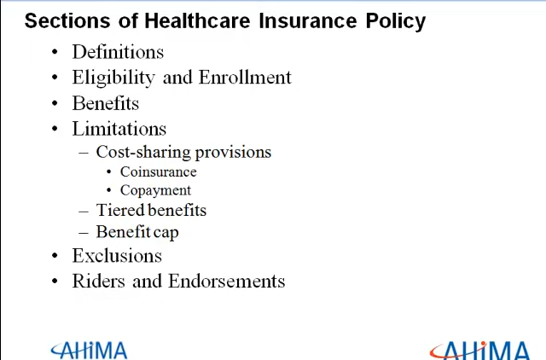 Sections of Healthcare Insurance Policy
• Definitions
• Eligibility and Enrollment
• Benefits
• Limitations
– Cost-sharing provisions
• Coinsurance
• Copayment
– Tiered benefits
– Benefit cap
• Exclusions
• Riders and Endorsements
AHiMA
AHiMA